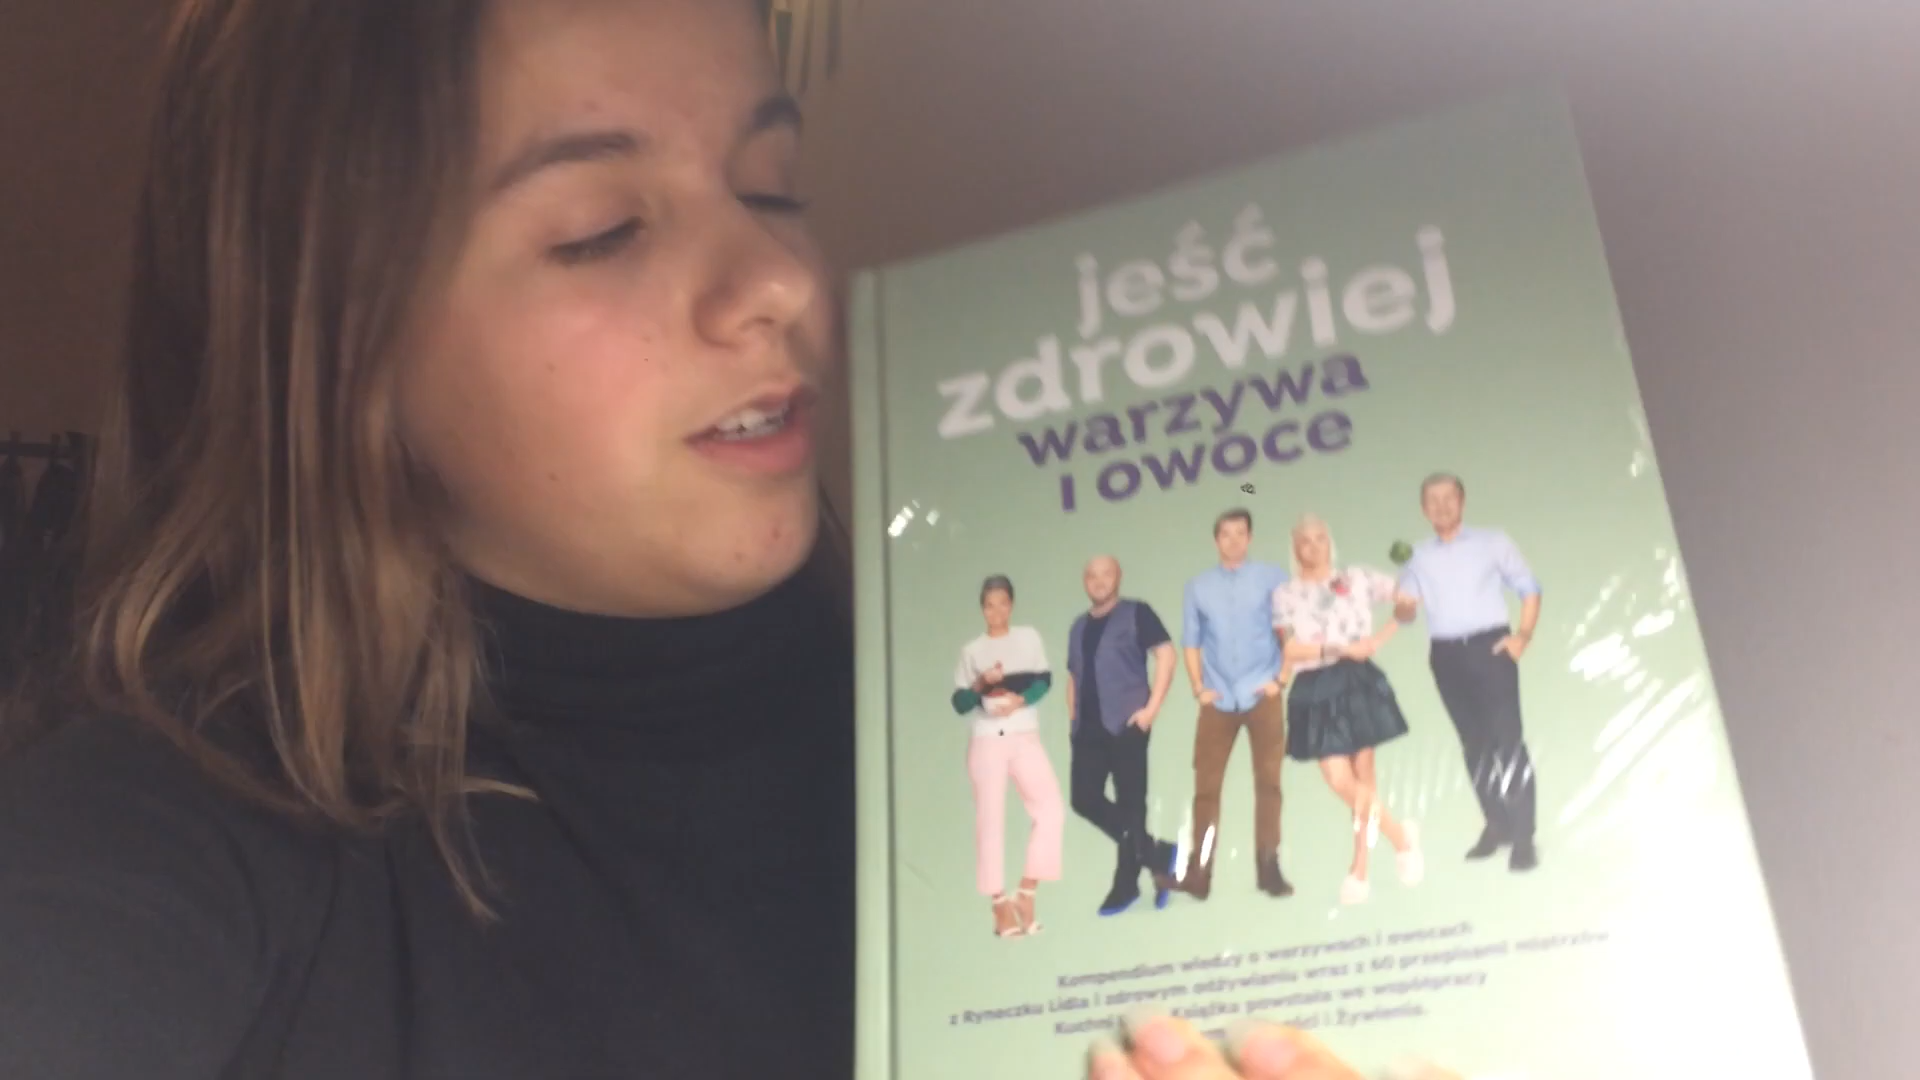 jeść
zdrowiej
warzywa
i owoce
Kompendium wiedzy o warzywach i owocach
z Ryneczku Lidla i zdrowym odżywianiu wraz z 60 przepisami mistrzów
Kuchni Książka powstała we współpracy
i Żywienia.